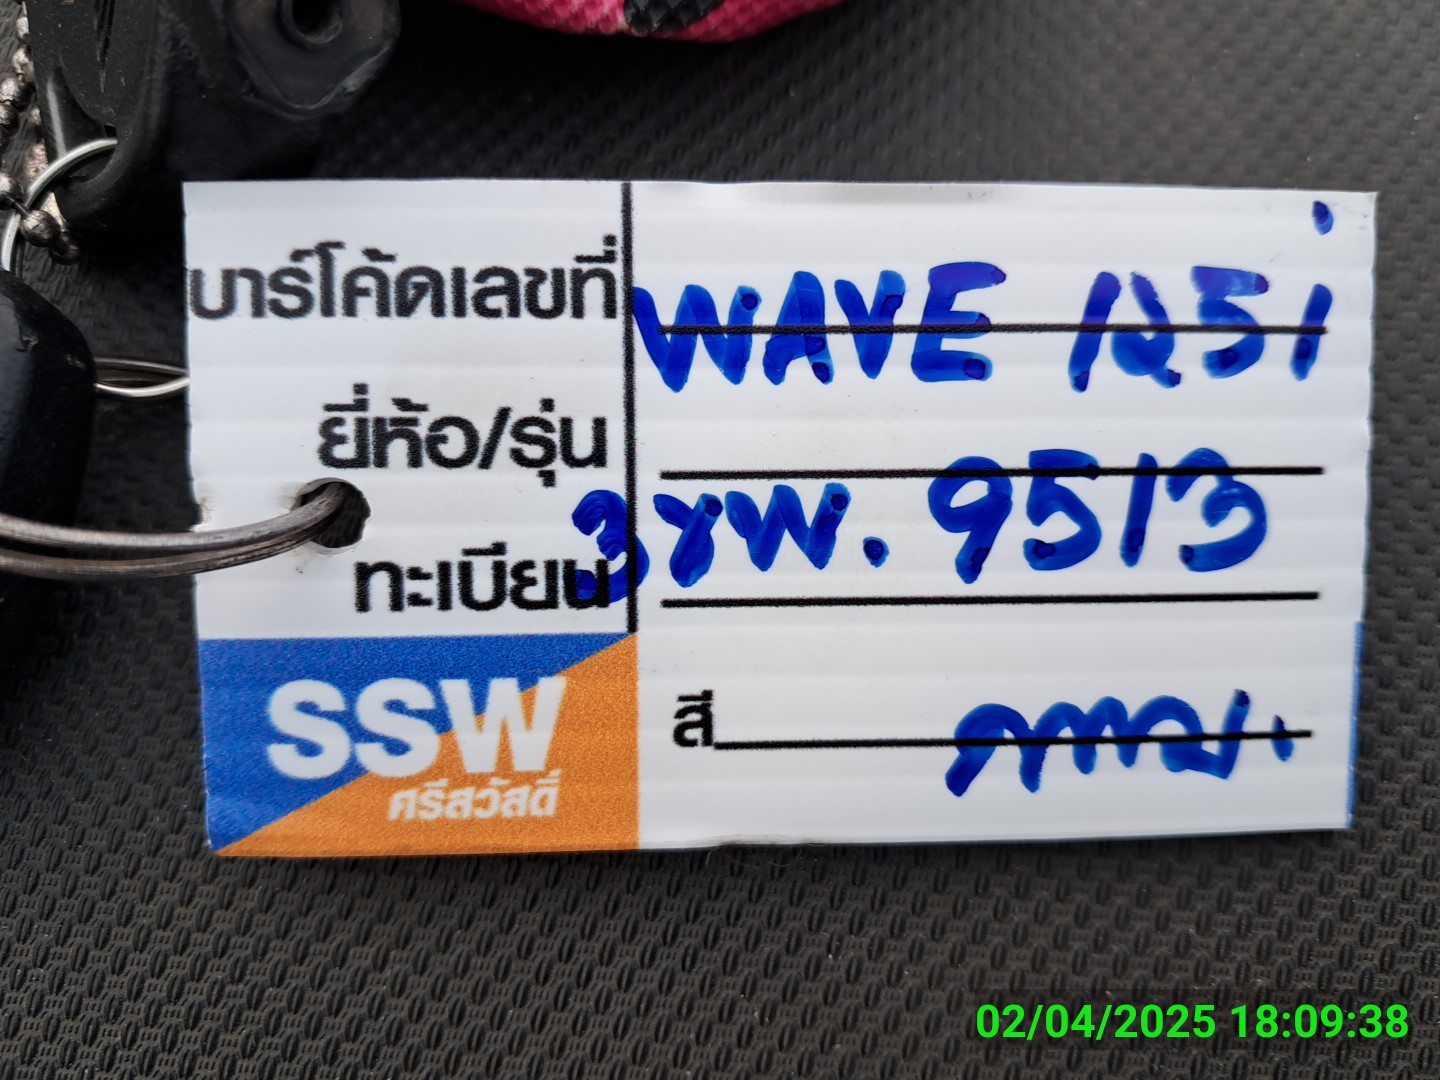 บาร์โค้ดเลขที่ WAVE 125i
ยี่ห้อ/รุ่น
ทะเบียน 3ขพ. 9513
SSW
ศรีสวัสดิ์
สี
02/04/2025 18:09:38